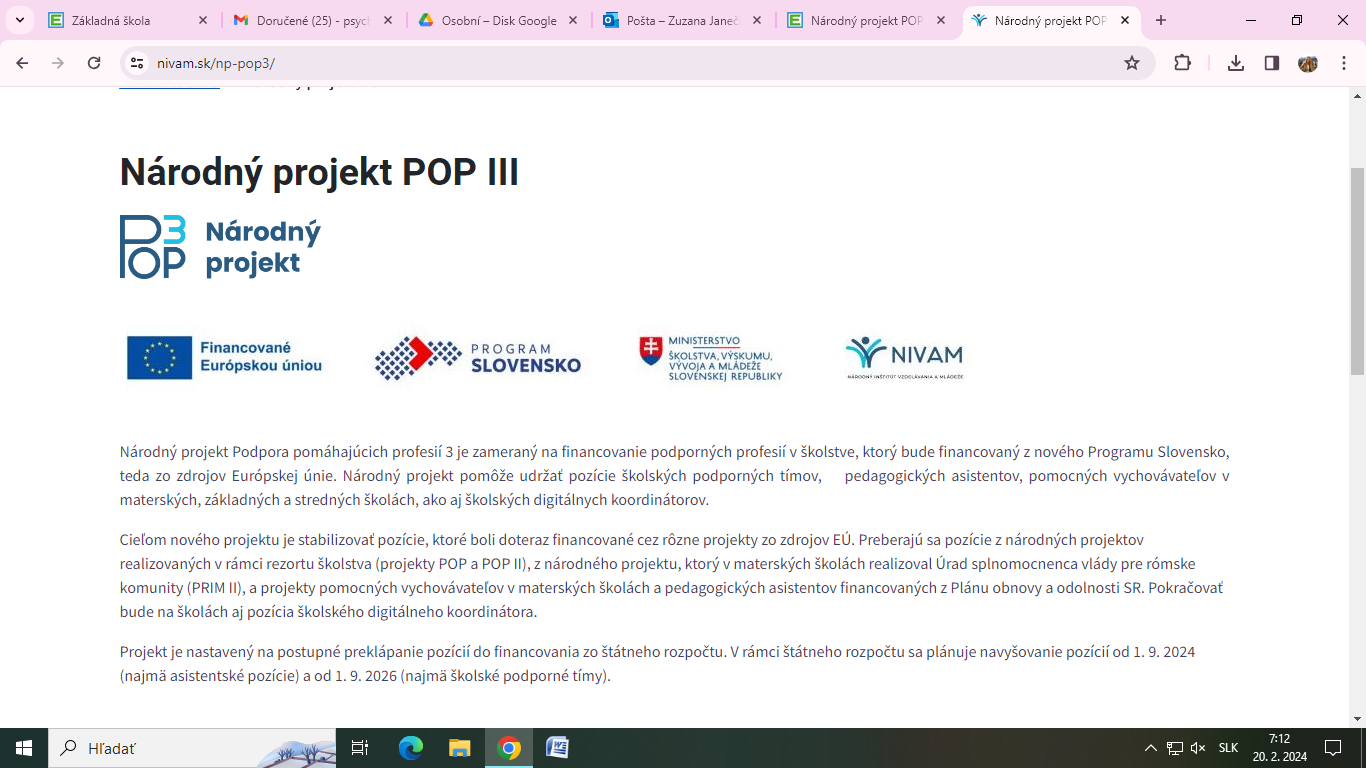 Základná škola
Doručené (25) - psych
Osobní – Disk Google
Pošta – Zuzana Janeč
Národný projekt POP
Národný projekt POP
nivam.sk/np-pop3/
Národný projekt POP III
P3 Národný
OP projekt
Financované
Európskou úniou
PROGRAM
SLOVENSKO
MINISTERSTVO
ŠKOLSTVA, VÝSKUMU,
VÝVOJA A MLÁDEŽE
SLOVENSKEJ REPUBLIKY
NIVAM
NÁRODNÝ INŠTITÚT VZDELÁVANIA A MLÁDEŽE
Národný projekt Podpora pomáhajúcich profesií 3 je zameraný na financovanie podporných profesií v školstve, ktorý bude financovaný z nového Programu Slovensko,
teda zo zdrojov Európskej únie. Národný projekt pomôže udržať pozície školských podporných tímov, pedagogických asistentov, pomocných vychovávateľov v
materských, základných a stredných školách, ako aj školských digitálnych koordinátorov.
Cieľom nového projektu je stabilizovať pozície, ktoré boli doteraz financované cez rôzne projekty zo zdrojov EÚ. Preberajú sa pozície z národných projektov
realizovaných v rámci rezortu školstva (projekty POP a POP II), z národného projektu, ktorý v materských školách realizoval Úrad splnomocnenca vlády pre rómske
komunity (PRIM II), a projekty pomocných vychovávateľov v materských školách a pedagogických asistentov financovaných z Plánu obnovy a odolnosti SR. Pokračovať
bude na školách aj pozícia školského digitálneho koordinátora.
Projekt je nastavený na postupné preklápanie pozícií do financovania zo štátneho rozpočtu. V rámci štátneho rozpočtu sa plánuje navyšovanie pozícií od 1. 9. 2024
(najmä asistentské pozície) a od 1. 9. 2026 (najmä školské podporné tímy).
Hľadať
SLK
7:12
20. 2. 2024